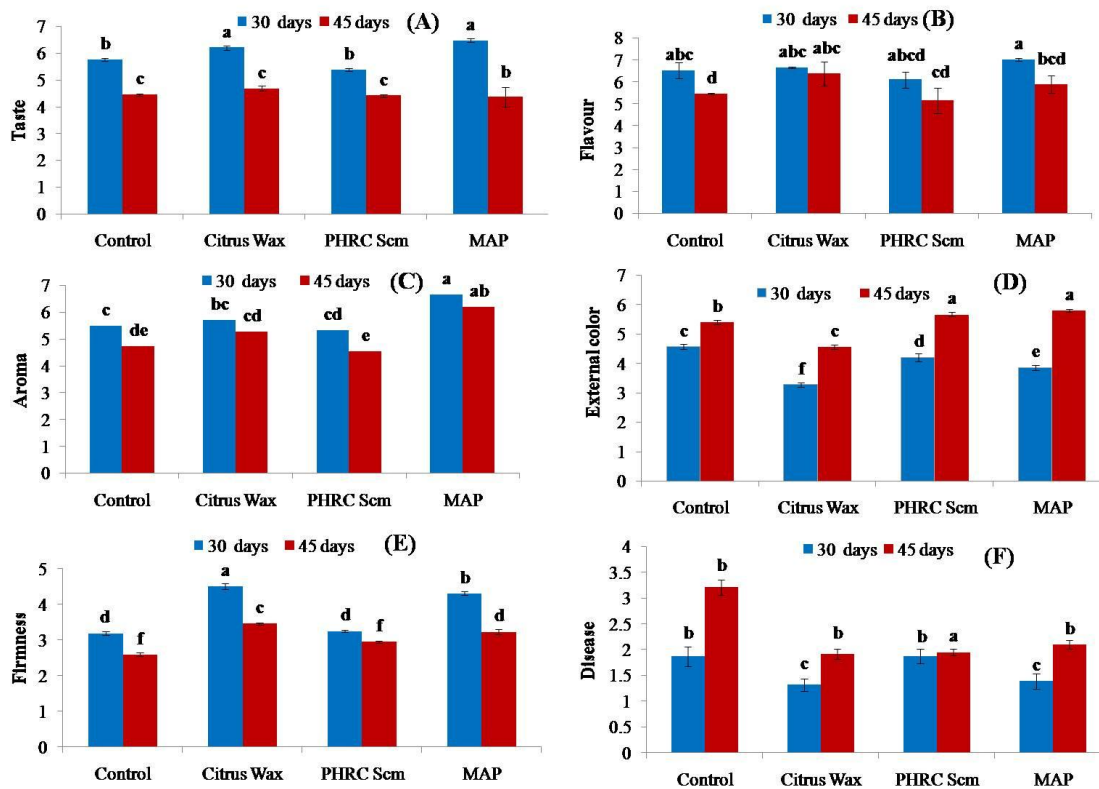 (A)
30 days 45 days
Taste
7
6
5
4
3
2
1
0
b c a c b c a b
Control Citrus Wax PHRC Scm MAP
(B)
30 days 45 days
Flavour
8
7
6
5
4
3
2
1
0
abc d abc abc abcd cd a bcd
Control Citrus Wax PHRC Scm MAP
(C)
30 days 45 days
Aroma
7
6
5
4
3
2
1
0
c de bc cd cd e a ab
Control Citrus Wax PHRC Scm MAP
(D)
30 days 45 days
External color
7
6
5
4
3
2
1
0
c b f c d a e a
Control Citrus Wax PHRC Scm MAP
(E)
30 days 45 days
Firmness
5
4
3
2
1
0
d f a c d f b d
Control Citrus Wax PHRC Scm MAP
(F)
30 days 45 days
Disease
4
3.5
3
2.5
2
1.5
1
0.5
0
b b c b b a c b
Control Citrus Wax PHRC Scm MAP